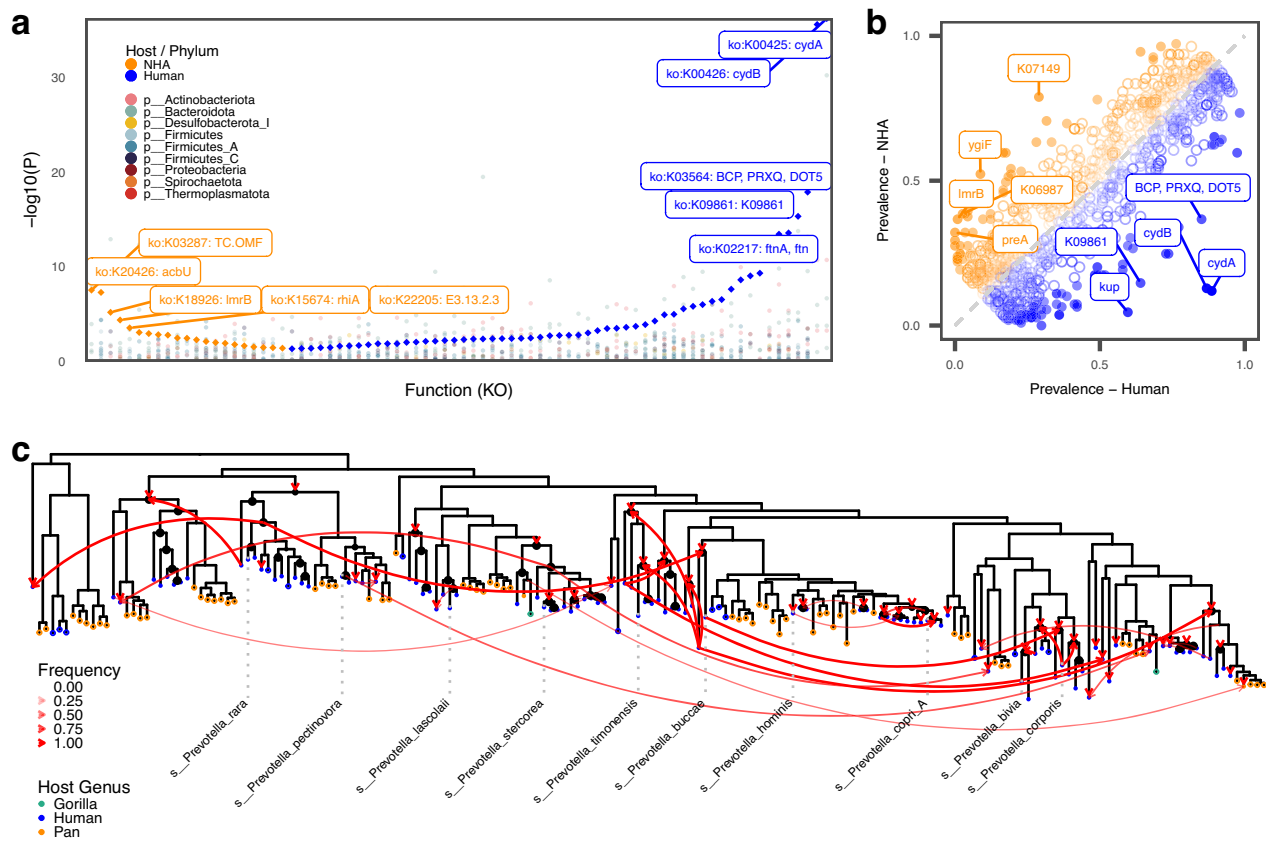 a
Host / Phylum
NHA
Human
p__Actinobacteriota
p__Bacteroidota
p__Desulfobacterota_I
p__Firmicutes
p__Firmicutes_A
p__Firmicutes_C
p__Proteobacteria
p__Spirochaetota
p__Thermoplasmatota
ko:K00425: cydA
ko:K00426: cydB
ko:K03564: BCP, PRXQ, DOT5
ko:K09861: K09861
ko:K02217: ftnA, ftn
ko:K03287: TC.OMF
ko:K20426: acbU
ko:K18926: lmrB
ko:K15674: rhiA
ko:K22205: E3.13.2.3
30
20
10
0
−log10(P)
Function (KO)
b
K07149
ygiF
lmrB
K06987
preA
BCP, PRXQ, DOT5
K09861
cydB
cydA
kup
1.0
0.5
0.0
Prevalence − NHA
0.0
0.5
1.0
Prevalence − Human
c
Frequency
0.00
0.25
0.50
0.75
1.00
Host Genus
Gorilla
Human
Pan
s__Prevotella_rara
s__Prevotella_pectinovora
s__Prevotella_lascolaii
s__Prevotella_stercorea
s__Prevotella_timonensis
s__Prevotella_buccae
s__Prevotella_hominis
s__Prevotella_copri_A
s__Prevotella_bivia
s__Prevotella_corporis